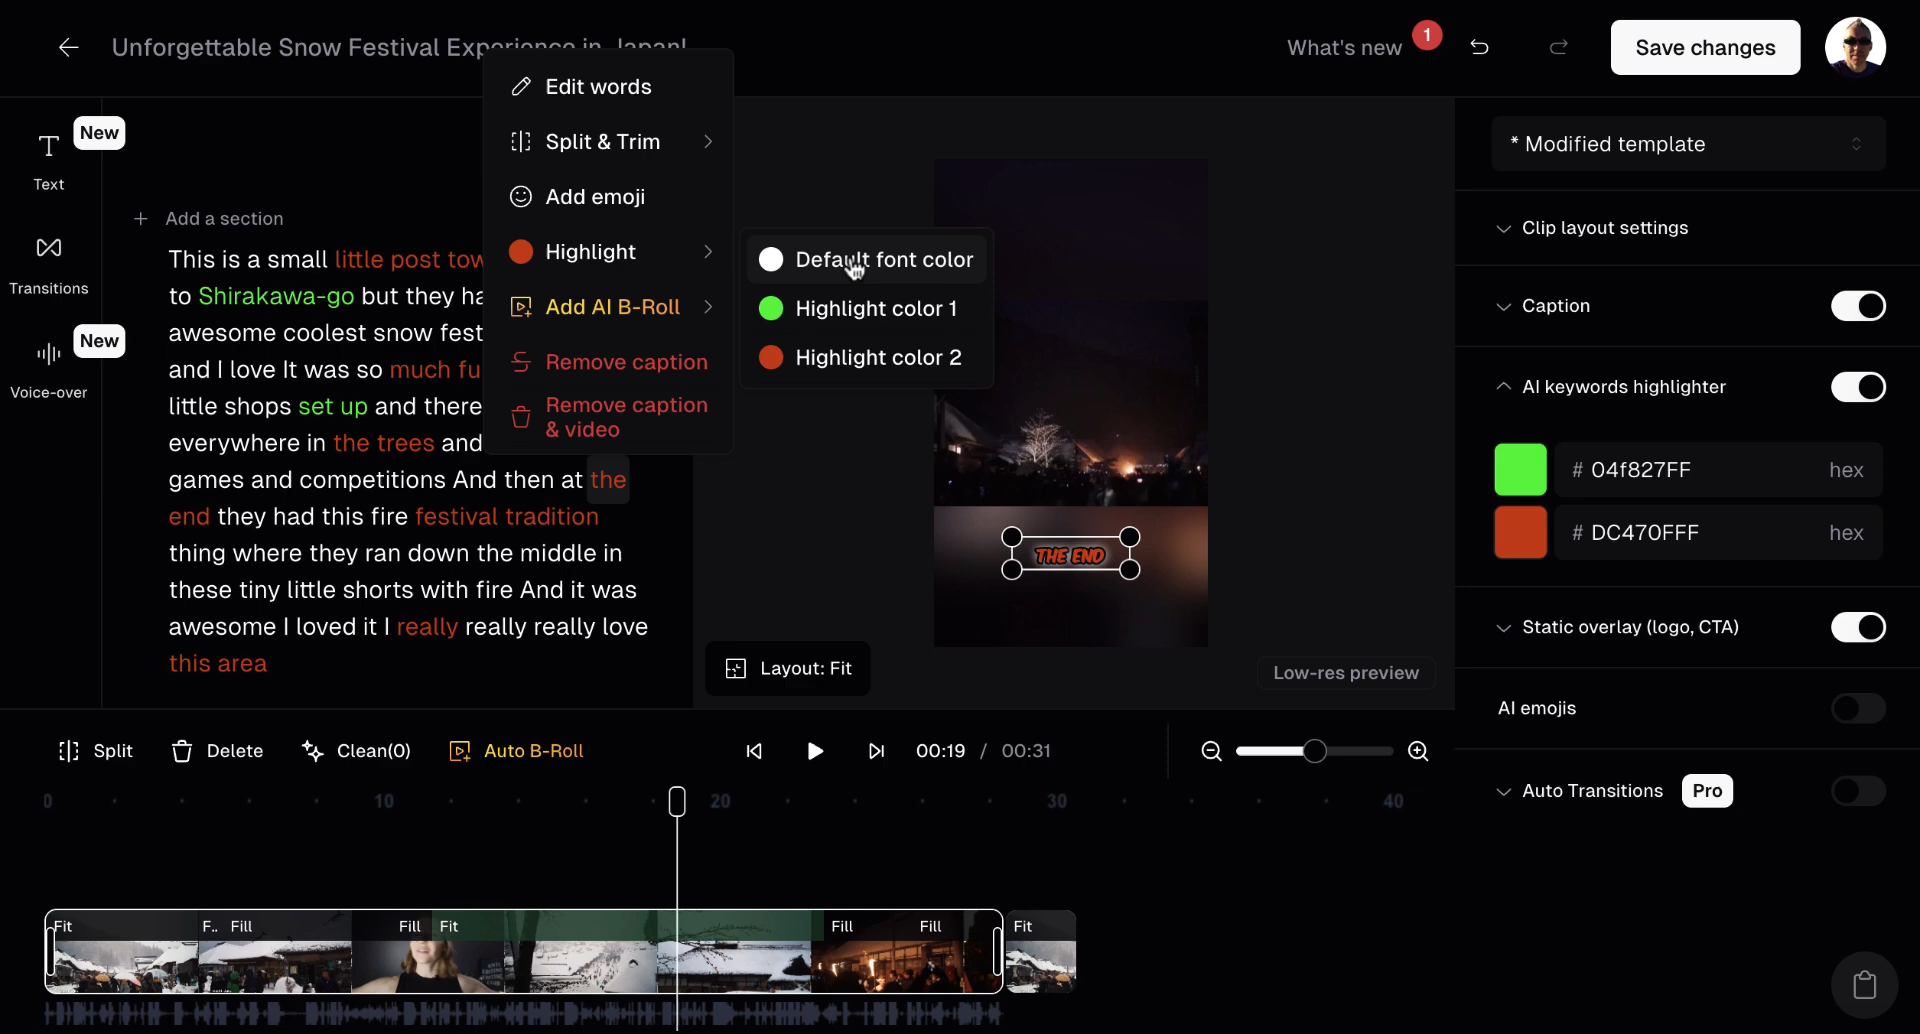 Unforgettable Snow Festival Experience in Japan!
What's new
1
Save changes
New
Text
Transitions
New
Voice-over
Add a section
This is a small little post tow
to Shirakawa-go but they ha
awesome coolest snow fest
and I love It was so much fu
little shops set up and there
everywhere in the trees and
games and competitions And then at the
end they had this fire festival tradition
thing where they ran down the middle in
these tiny little shorts with fire And it was
awesome I loved it I really really really love
this area
Edit words
Split & Trim
Add emoji
Highlight
Add AI B-Roll
Remove caption
Remove caption
& video
Default font color
Highlight color 1
Highlight color 2
THE END
Layout: Fit
Low-res preview
* Modified template
Clip layout settings
Caption
AI keywords highlighter
# 04f827FF hex
# DC470FFF hex
Static overlay (logo, CTA)
AI emojis
Auto Transitions Pro
Split
Delete
Clean(0)
Auto B-Roll
00:19 / 00:31
0 10 20 30 40
Fit F.. Fill Fill Fit Fill Fill Fit